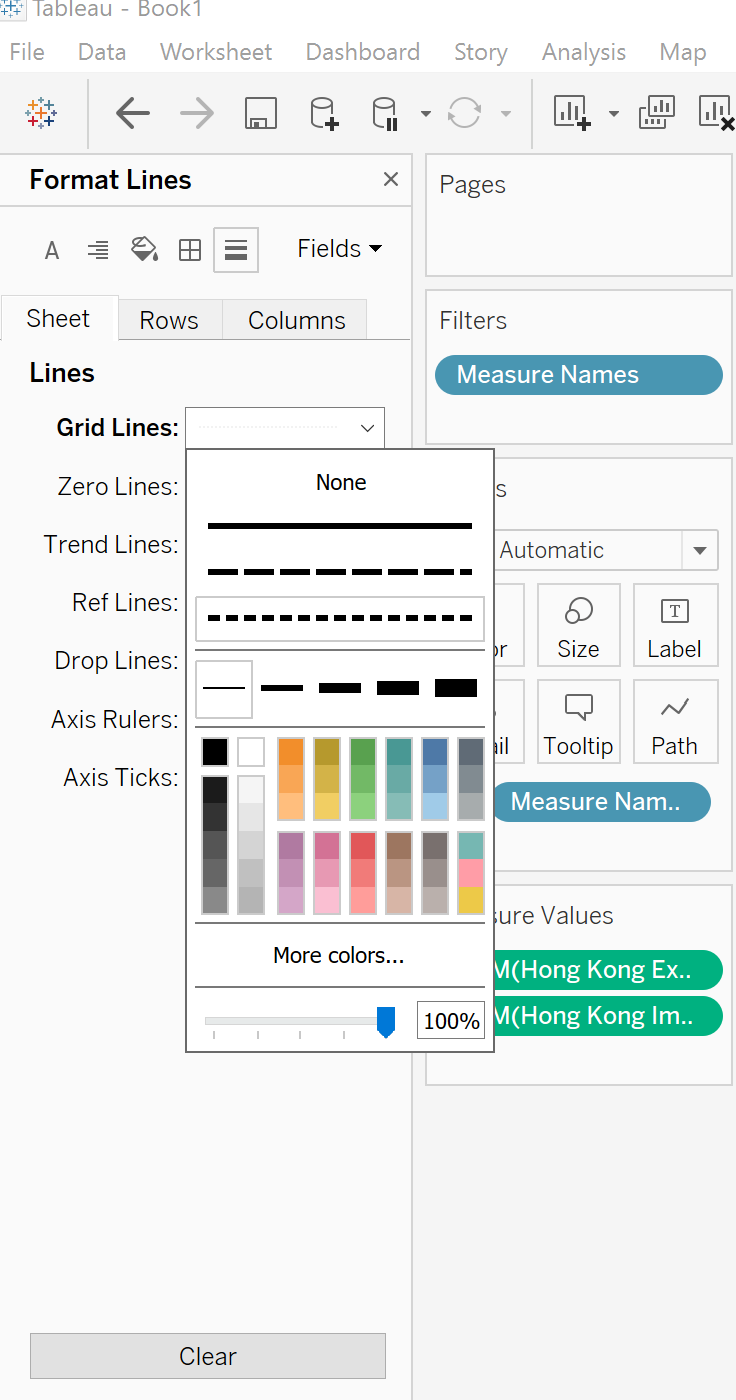 Tableau - Book1
File Data Worksheet Dashboard Story Analysis Map
Format Lines
Pages
A
Fields
Sheet Rows Columns
Filters
Measure Names
Lines
Grid Lines:
Zero Lines:
Trend Lines:
Ref Lines:
Drop Lines:
Axis Rulers:
Axis Ticks:
None
More colors...
100%
s
Automatic
or
Size
T
Label
ail
Tooltip
Path
Measure Nam..
sure Values
M(Hong Kong Ex..
M(Hong Kong Im..
Clear